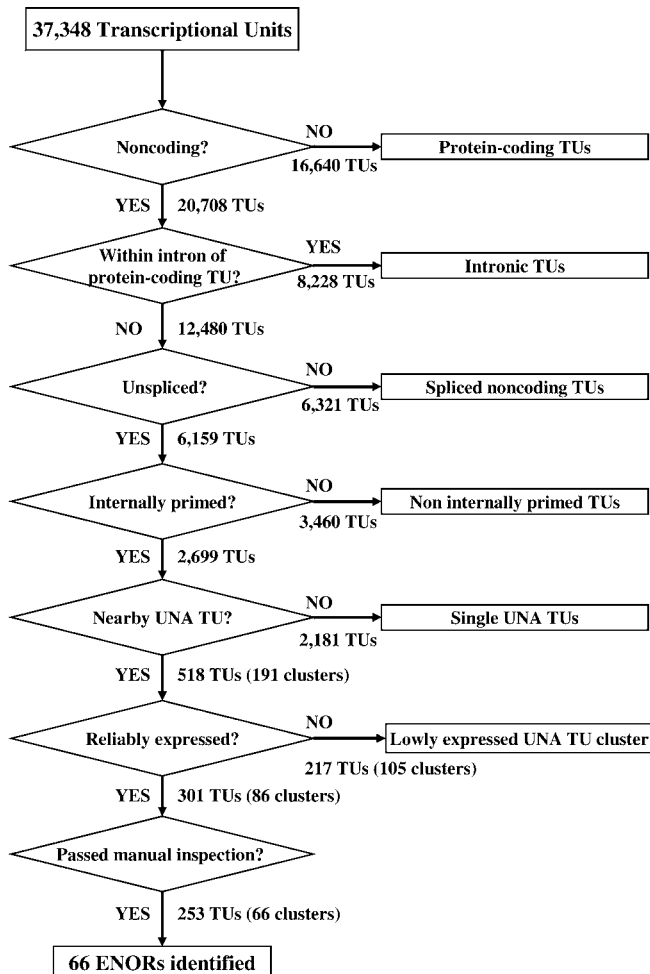 37,348 Transcriptional Units
Noncoding?
NO
16,640 TUs
Protein-coding TUs
YES
20,708 TUs
Within intron of
protein-coding TU?
YES
8,228 TUs
Intronic TUs
NO
12,480 TUs
Unspliced?
NO
6,321 TUs
Spliced noncoding TUs
YES
6,159 TUs
Internally primed?
NO
3,460 TUs
Non internally primed TUs
YES
2,699 TUs
Nearby UNA TU?
NO
2,181 TUs
Single UNA TUs
YES
518 TUs (191 clusters)
Reliably expressed?
NO
217 TUs (105 clusters)
Lowly expressed UNA TU cluster
YES
301 TUs (86 clusters)
Passed manual inspection?
YES
253 TUs (66 clusters)
66 ENORs identified